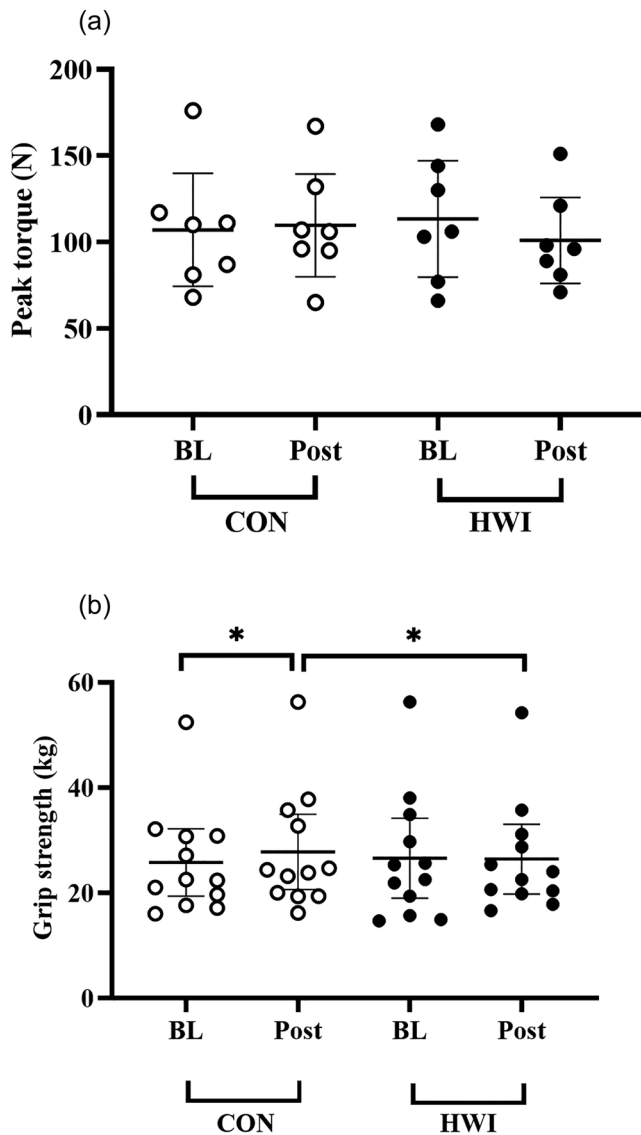 (a)
Peak torque (N)
200
150
100
50
0
BL Post BL Post
CON HWI
(b)
* *
Grip strength (kg)
60
40
20
0
BL Post BL Post
CON HWI